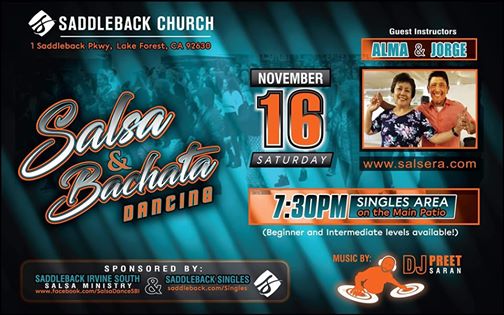 SADDLEBACK CHURCH
1 Saddleback Pkwy, Lake Forest, CA 92630
Guest Instructors
ALMA & JORGE
www.salsera.com
NOVEMBER
16
SATURDAY
Salsa
&
Bachata
DANCING
7:30PM
SINGLES AREA
on the Main Patio
(Beginner and Intermediate levels available!)
SPONSORED BY:
SADDLEBACK IRVINE SOUTH
SALSA MINISTRY
www.facebook.com/SalsaDanceSBI
&
SADDLEBACK SINGLES
saddleback.com/Singles
MUSIC BY:
DJ PREET
SARAN